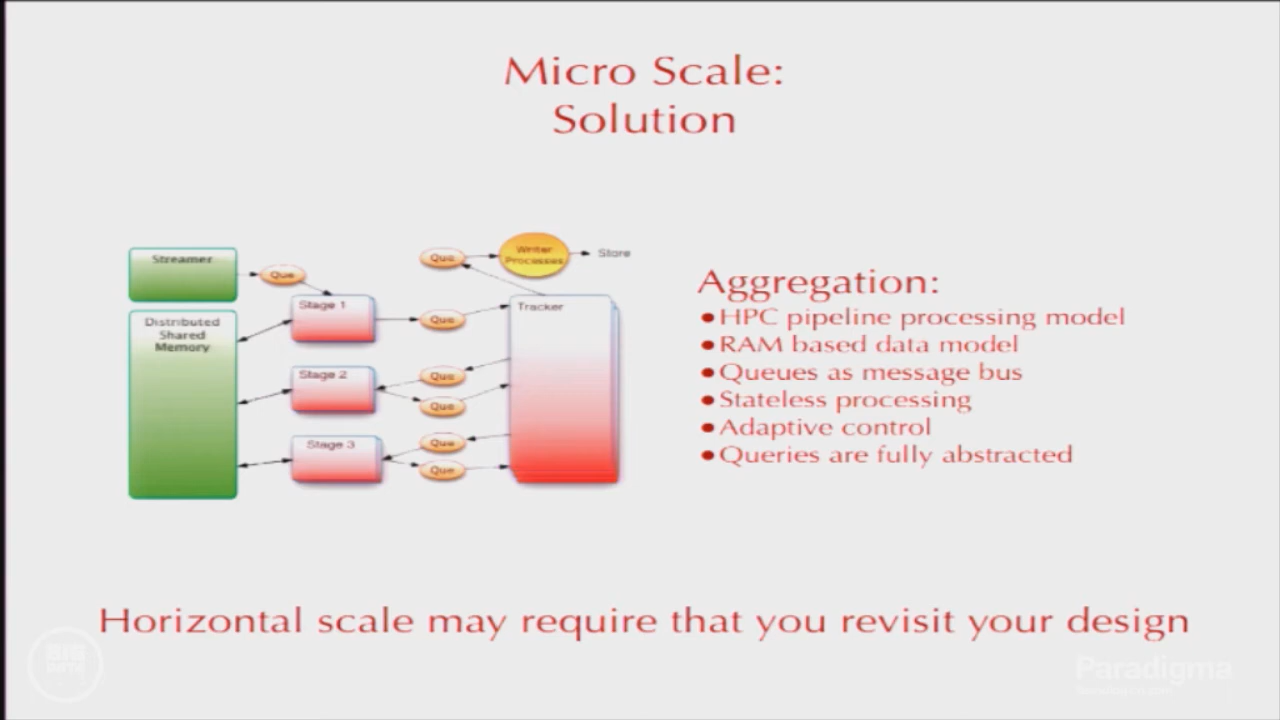 Micro Scale:
Solution
Streamer
Que
Stage 1
Distributed
Shared
Memory
Que
Writer
Processes
Store
Que
Tracker
Stage 2
Que
Que
Stage 3
Que
Que
Aggregation:
●HPC pipeline processing model
●RAM based data model
●Queues as message bus
●Stateless processing
●Adaptive control
●Queries are fully abstracted
Horizontal scale may require that you revisit your design
BIG
DATA
Paradigma